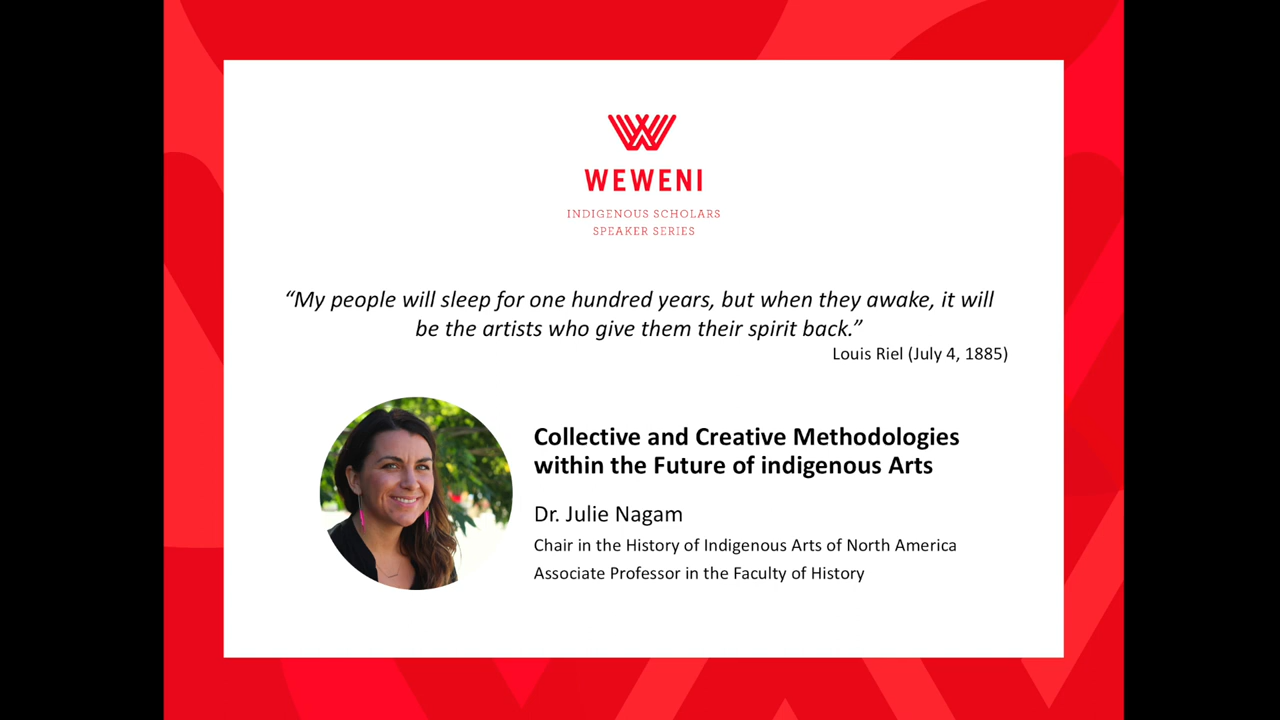 WEWENI
INDIGENOUS SCHOLARS
SPEAKER SERIES
“My people will sleep for one hundred years, but when they awake, it will
be the artists who give them their spirit back.”
Louis Riel (July 4, 1885)
Collective and Creative Methodologies
within the Future of indigenous Arts
Dr. Julie Nagam
Chair in the History of Indigenous Arts of North America
Associate Professor in the Faculty of History